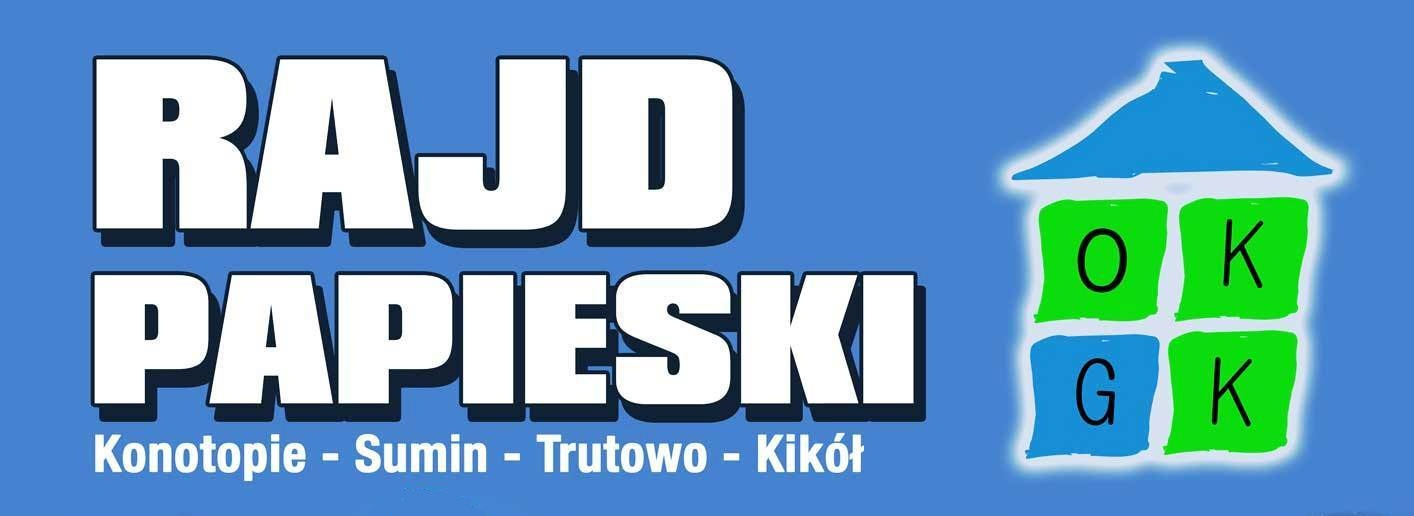 RAJD
PAPIESKI
Konotopie - Sumin - Trutowo - Kikół
O K
G K